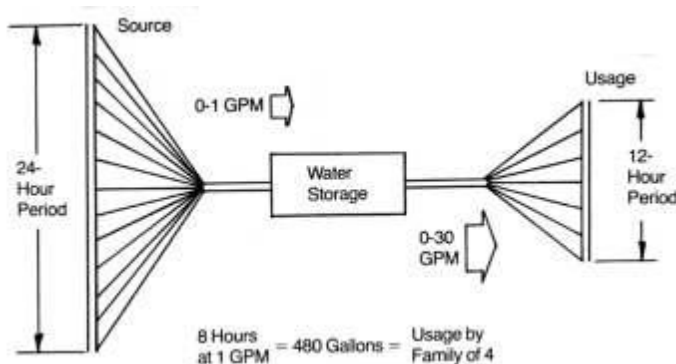 Source
Usage
0-1 GPM
24-
Hour
Period
Water
Storage
12-
Hour
Period
0-30
GPM
8 Hours
at 1 GPM = 480 Gallons = Usage by
Family of 4